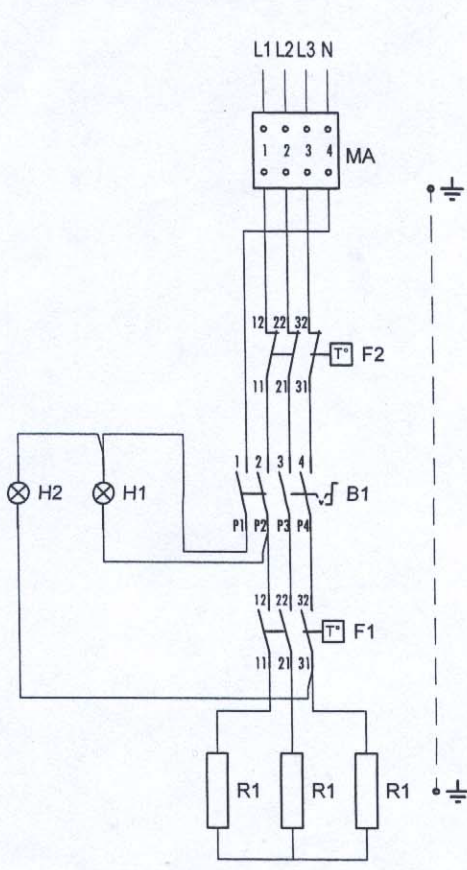 L1 L2 L3 N
1 2 3 4 MA
12 22 32
T° F2
11 21 31
1 2 3 4
H2 H1 B1
P1 P2 P3 P4
12 22 32
T° F1
11 21 31
R1 R1 R1